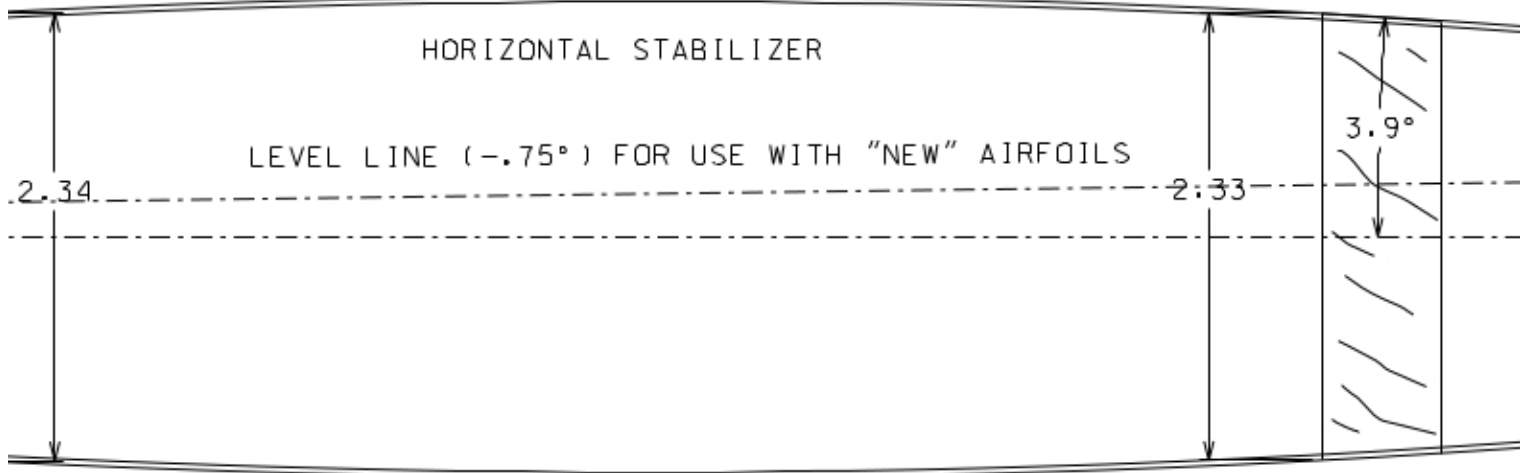 HORIZONTAL STABILIZER
3.9°
LEVEL LINE (-.75°) FOR USE WITH "NEW" AIRFOILS
2.34
2.33